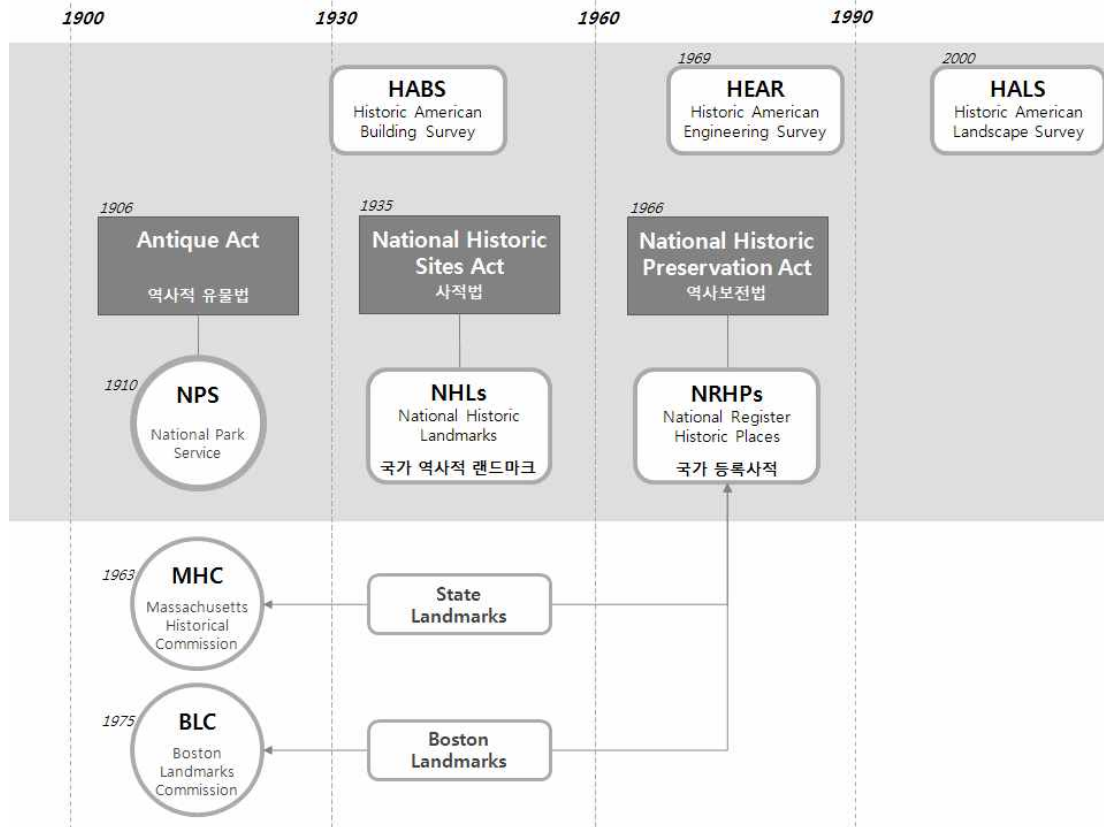 1900
1930
1960
1990
HABS
Historic American
Building Survey
1969
HEAR
Historic American
Engineering Survey
2000
HALS
Historic American
Landscape Survey
1906
Antique Act
역사적 유물법
1935
National Historic
Sites Act
사적법
1966
National Historic
Preservation Act
역사보전법
1910
NPS
National Park
Service
NHLs
National Historic
Landmarks
국가 역사적 랜드마크
NRHPs
National Register
Historic Places
국가 등록사적
1963
MHC
Massachusetts
Historical
Commission
State
Landmarks
1975
BLC
Boston
Landmarks
Commission
Boston
Landmarks